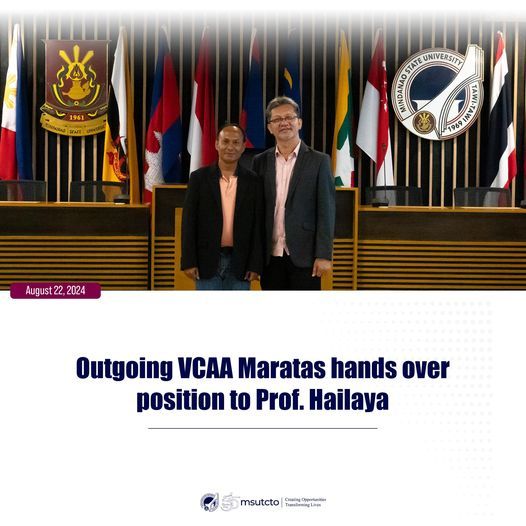 1961
MINDANAO STATE UNIVERSITY
TAWI-TAWI
1969
August 22, 2024
Outgoing VCAA Maratas hands over
position to Prof. Hailaya
msutcto
Creating Opportunities
Transforming Lives